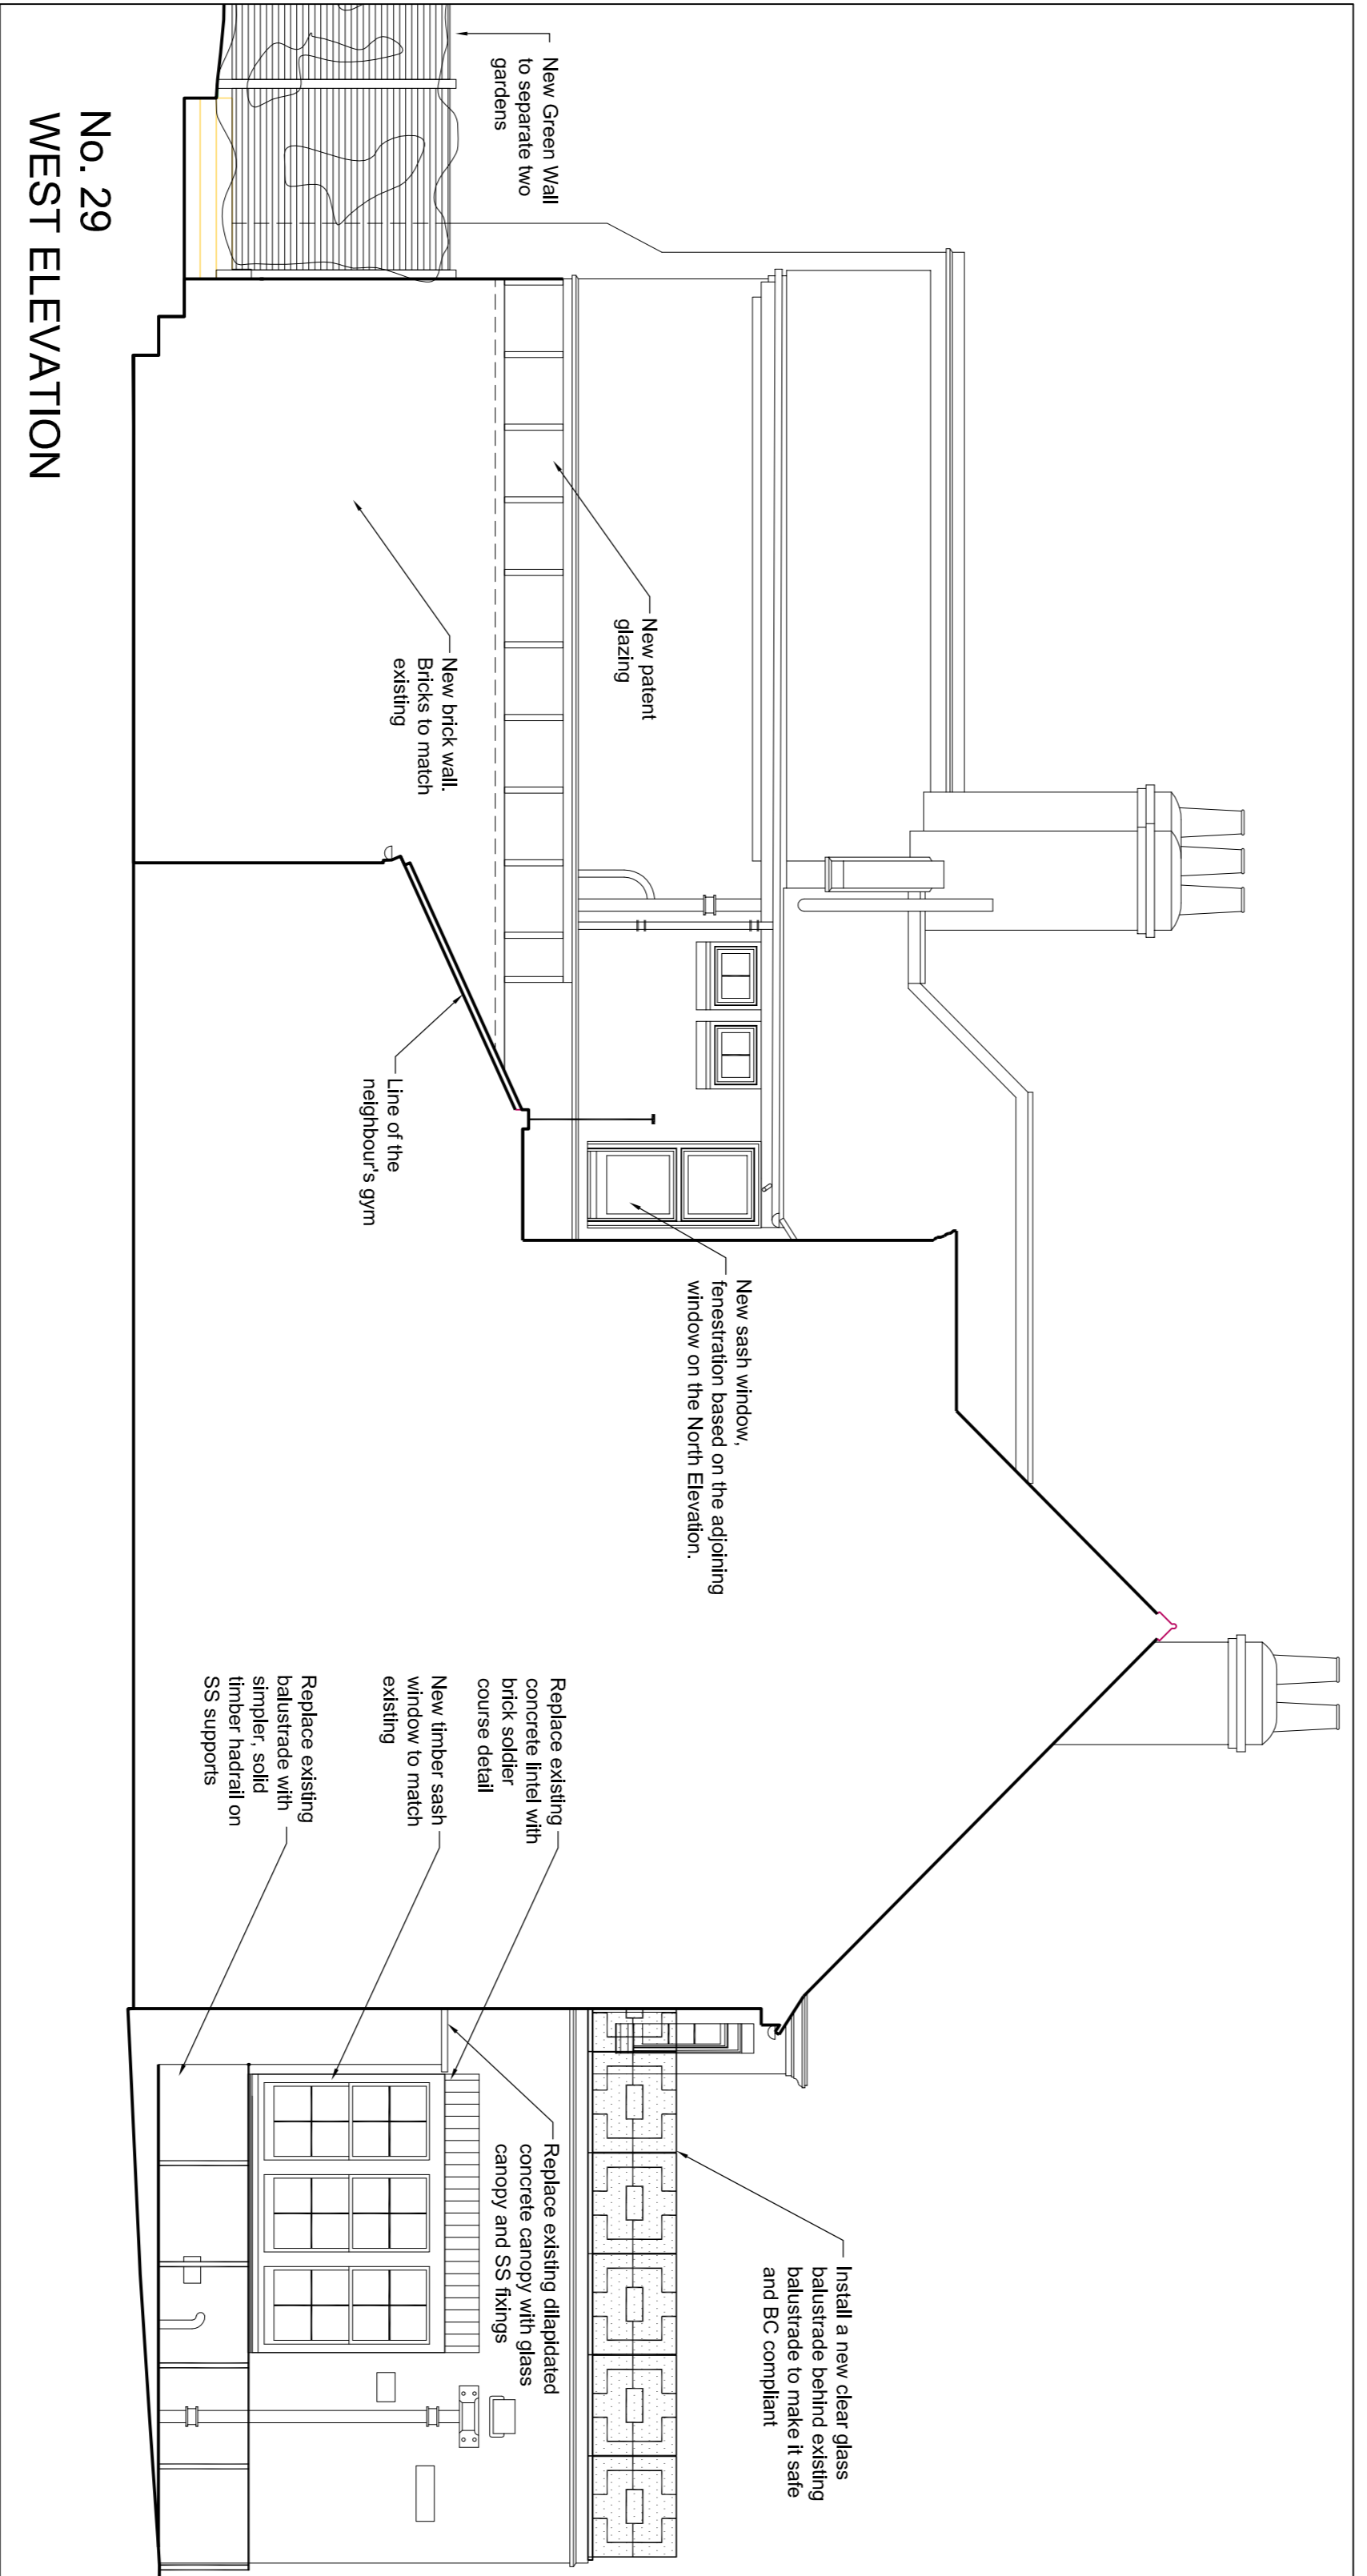 New Green Wall
to separate two
gardens
New patent
glazing
New brick wall.
Bricks to match
existing
Line of the
neighbour's gym
New sash window,
fenestration based on the adjoining
window on the North Elevation.
Replace existing
concrete lintel with
brick soldier
course detail
New timber sash
window to match
existing
Replace existing
balustrade with
simpler, solid
timber hadrail on
SS supports
Install a new clear glass
balustrade behind existing
balustrade to make it safe
and BC compliant
Replace existing dilapidated
concrete canopy with glass
canopy and SS fixings
No. 29
WEST ELEVATION